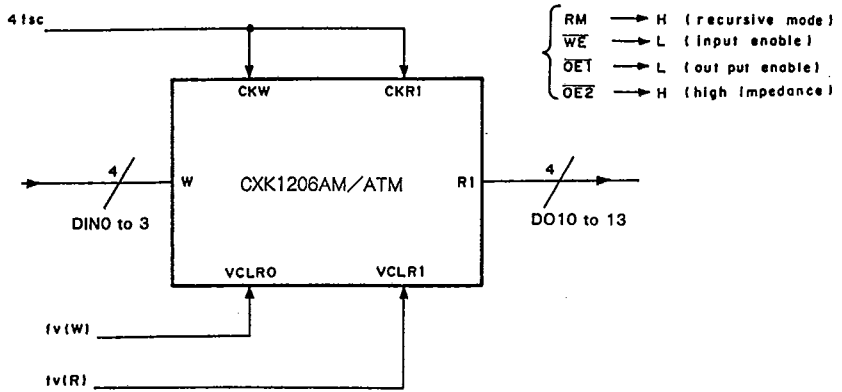 4fsc
RM → H (recursive mode)
WE → L (input enable)
OE1 → L (out put enable)
OE2 → H (high impedance)
CKW CKR1
4 W CXK1206AM/ATM R1 4
DIN0 to 3 DO10 to 13
VCLR0 VCLR1
fv(W)
fv(R)